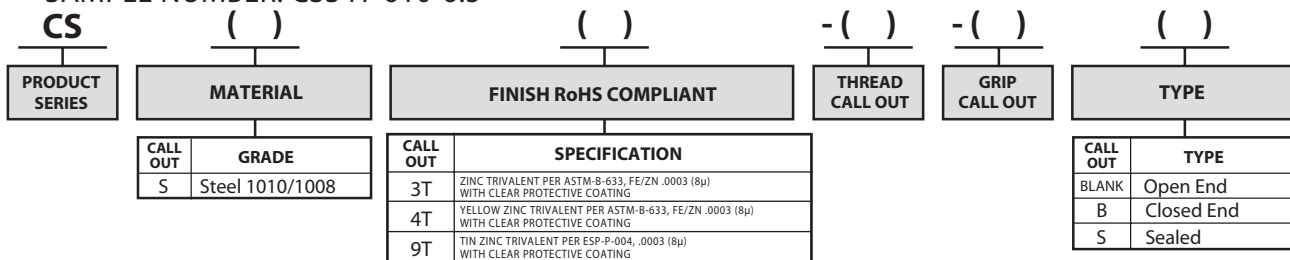 CS ( ) ( ) - ( ) - ( ) ( )
PRODUCT SERIES
MATERIAL
FINISH RoHS COMPLIANT
THREAD CALL OUT
GRIP CALL OUT
TYPE
CALL OUT GRADE
S Steel 1010/1008
CALL OUT SPECIFICATION
3T ZINC TRIVALENT PER ASTM-B-633, FE/ZN .0003 (8µ)
WITH CLEAR PROTECTIVE COATING
4T YELLOW ZINC TRIVALENT PER ASTM-B-633, FE/ZN .0003 (8µ)
WITH CLEAR PROTECTIVE COATING
9T TIN ZINC TRIVALENT PER ESP-P-004, .0003 (8µ)
WITH CLEAR PROTECTIVE COATING
CALL OUT TYPE
BLANK Open End
B Closed End
S Sealed